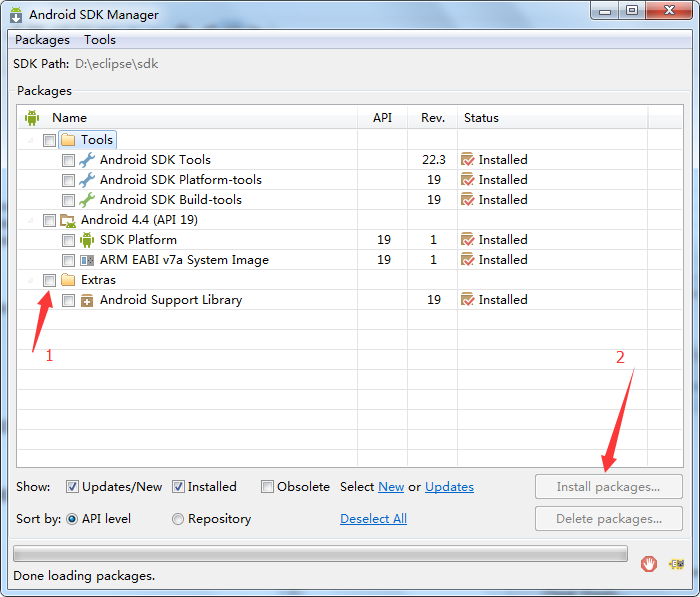 Android SDK Manager
Packages Tools
SDK Path: D:\eclipse\sdk
Packages
Name API Rev. Status
Tools
Android SDK Tools 22.3 Installed
Android SDK Platform-tools 19 Installed
Android SDK Build-tools 19 Installed
Android 4.4 (API 19)
SDK Platform 19 1 Installed
ARM EABI v7a System Image 19 1 Installed
Extras
Android Support Library 19 Installed
1
2
Show: Updates/New Installed Obsolete Select New or Updates Install packages...
Sort by: API level Repository Deselect All Delete packages...
Done loading packages.